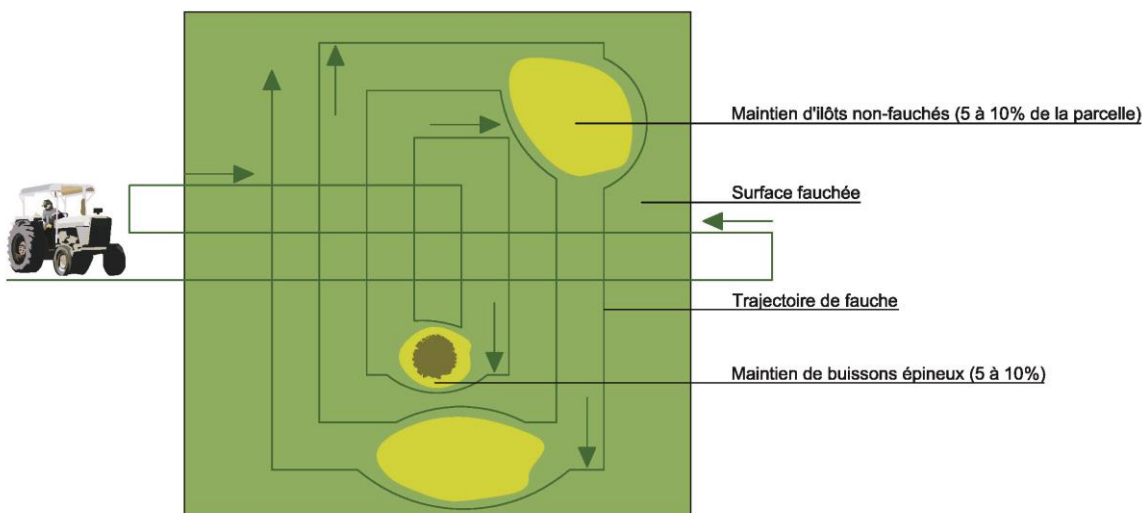 Maintien d'ilôts non-fauchés (5 à 10% de la parcelle)
Surface fauchée
Trajectoire de fauche
Maintien de buissons épineux (5 à 10%)